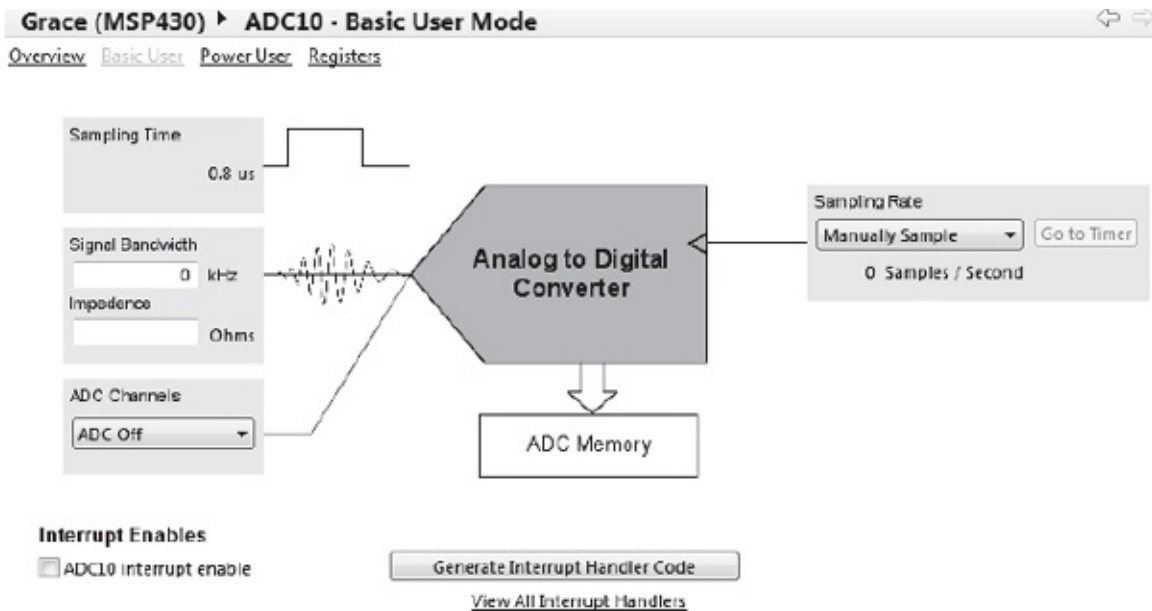 Grace (MSP430) ▸ ADC10 - Basic User Mode
Overview Basic User Power User Registers
Sampling Time
0.8 us
Signal Bandwidth
0 kHz
Impedence
Ohms
ADC Channels
ADC Off
Analog to Digital
Converter
ADC Memory
Sampling Rate
Manually Sample Go to Timer
0 Samples / Second
Interrupt Enables
ADC10 interrupt enable
Generate Interrupt Handler Code
View All Interrupt Handlers